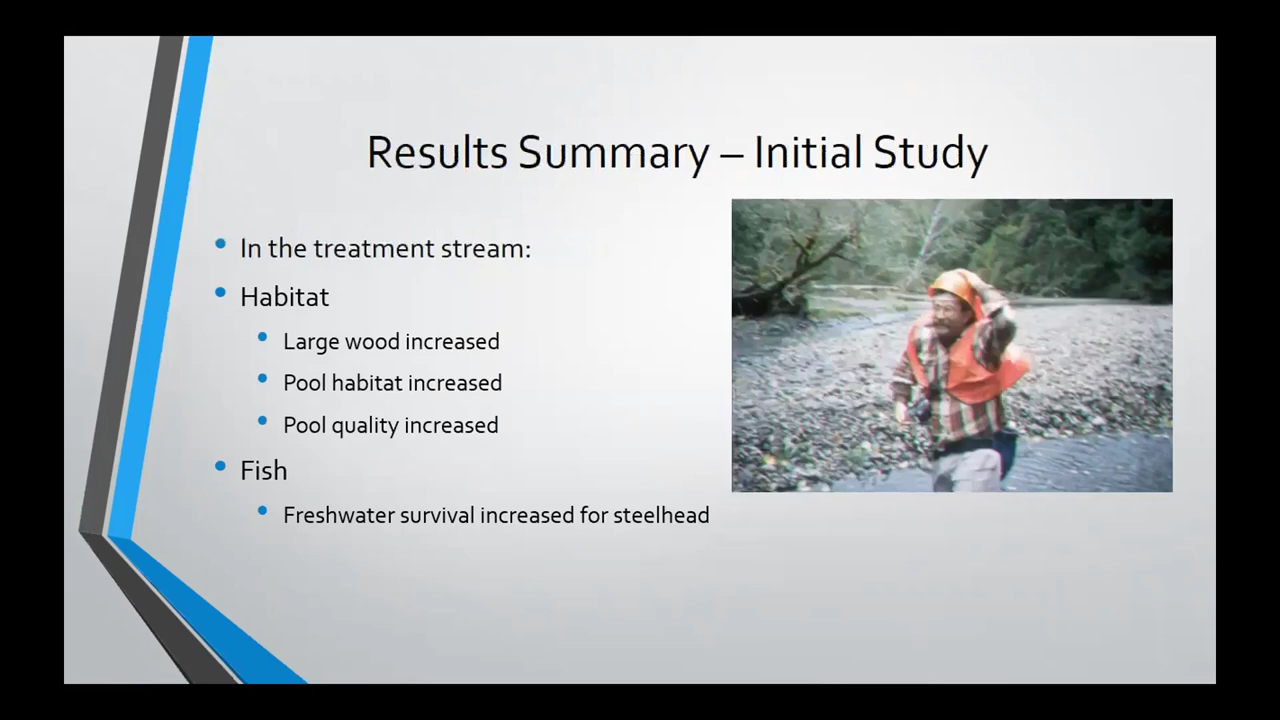 Results Summary – Initial Study
In the treatment stream:
Habitat
Large wood increased
Pool habitat increased
Pool quality increased
Fish
Freshwater survival increased for steelhead